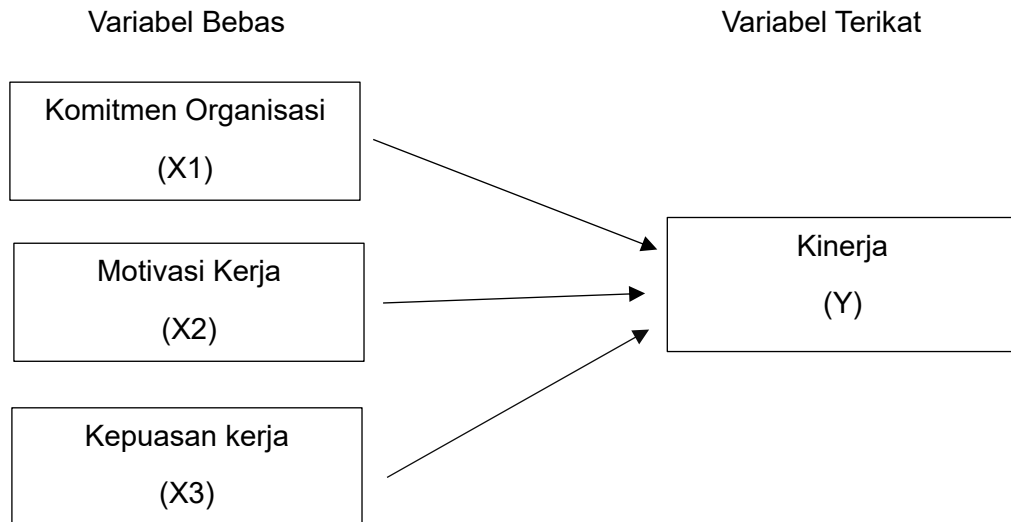 Variabel Bebas
Variabel Terikat
Komitmen Organisasi
(X1)
Motivasi Kerja
(X2)
Kepuasan kerja
(X3)
Kinerja
(Y)